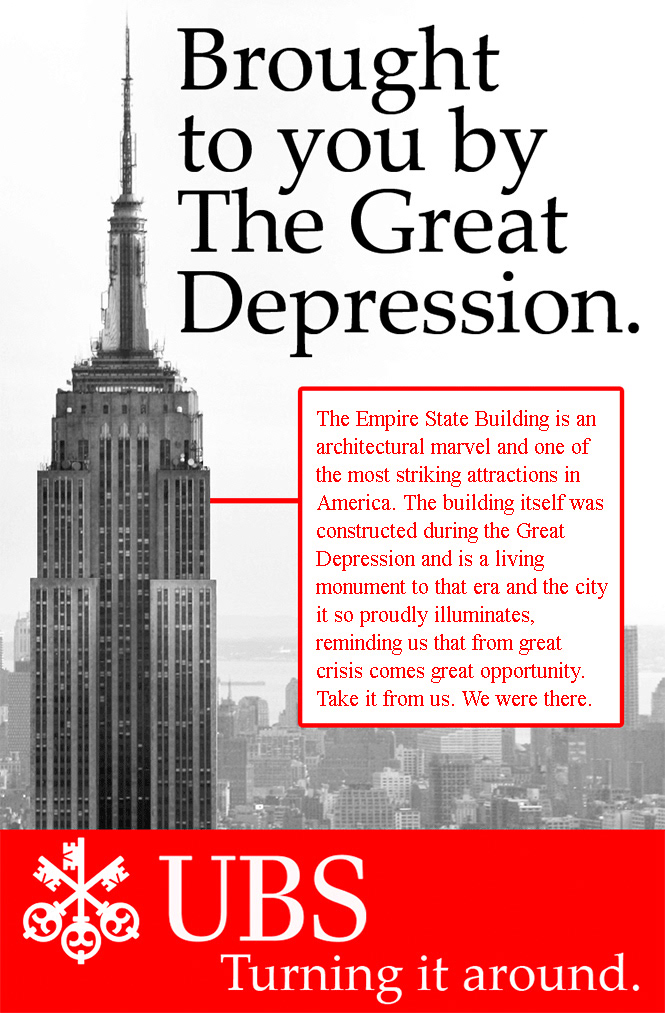 Brought
to you by
The Great
Depression.
The Empire State Building is an
architectural marvel and one of
the most striking attractions in
America. The building itself was
constructed during the Great
Depression and is a living
monument to that era and the city
it so proudly illuminates,
reminding us that from great
crisis comes great opportunity.
Take it from us. We were there.
UBS
Turning it around.